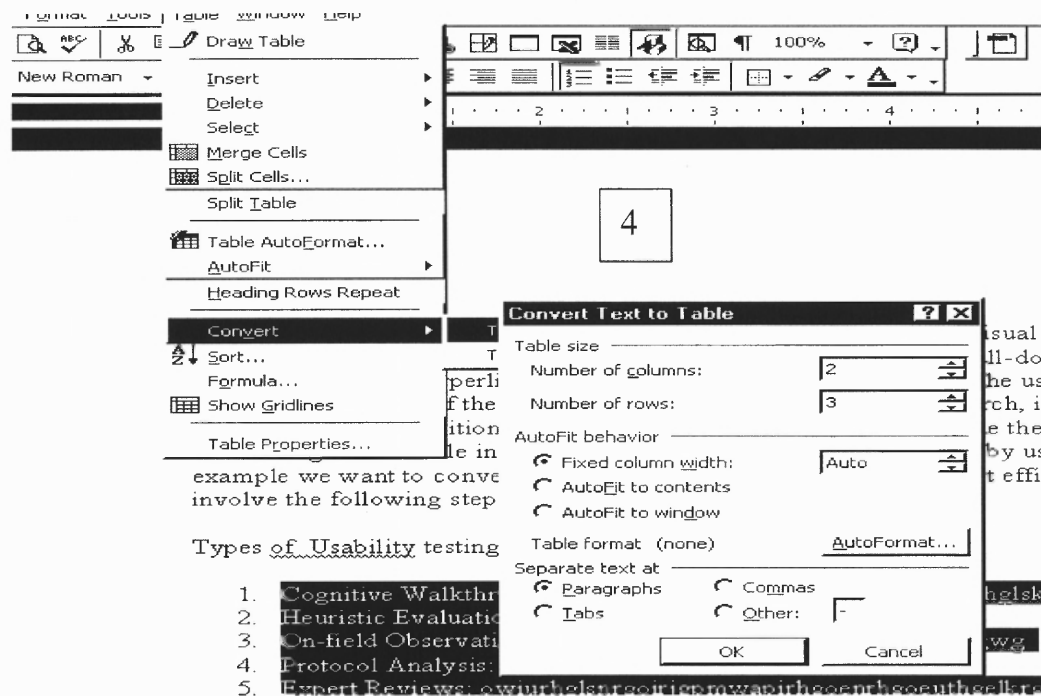 Format Tools Table Window Help
ABC
100%
New Roman
2 3 4
Draw Table
Insert
Delete
Select
Merge Cells
Split Cells...
Split Table
Table AutoFormat...
AutoFit
Heading Rows Repeat
Convert
Sort...
Formula...
Show Gridlines
Table Properties...
4
Convert Text to Table
Table size
Number of columns: 2
Number of rows: 3
AutoFit behavior
Fixed column width: Auto
AutoFit to contents
AutoFit to window
Table format (none) AutoFormat...
Separate text at
Paragraphs Commas
Tabs Other: -
OK Cancel
example we want to conve
involve the following step
Types of Usability testing
1. Cognitive Walkthr
2. Heuristic Evaluatio
3. On-field Observati
4. Protocol Analysis:
5. Expert Reviews: